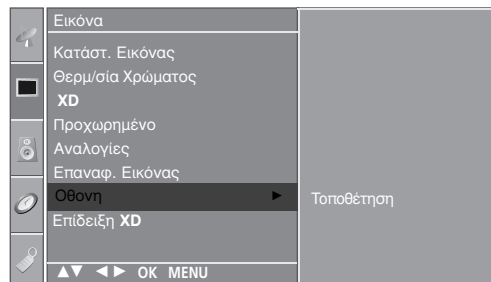 Εικόνα
Κατάστ. Εικόνας
Θερμ/σία Χρώματος
XD
Προχωρημένο
Αναλογίες
Επαναφ. Εικόνας
Οθονη ► Τοποθέτηση
Επίδειξη XD
▲▼ ◄► OK MENU